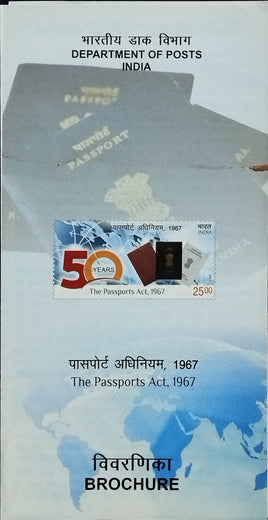 भारतीय डाक विभाग
DEPARTMENT OF POSTS
INDIA
PASSPORT
पासपोर्ट
PASSPORT
पासपोर्ट अधिनियम, 1967
भारत
INDIA
50
YEARS
The Passports Act, 1967
25.00
पासपोर्ट अधिनियम, 1967
The Passports Act, 1967
विवरणिका
BROCHURE